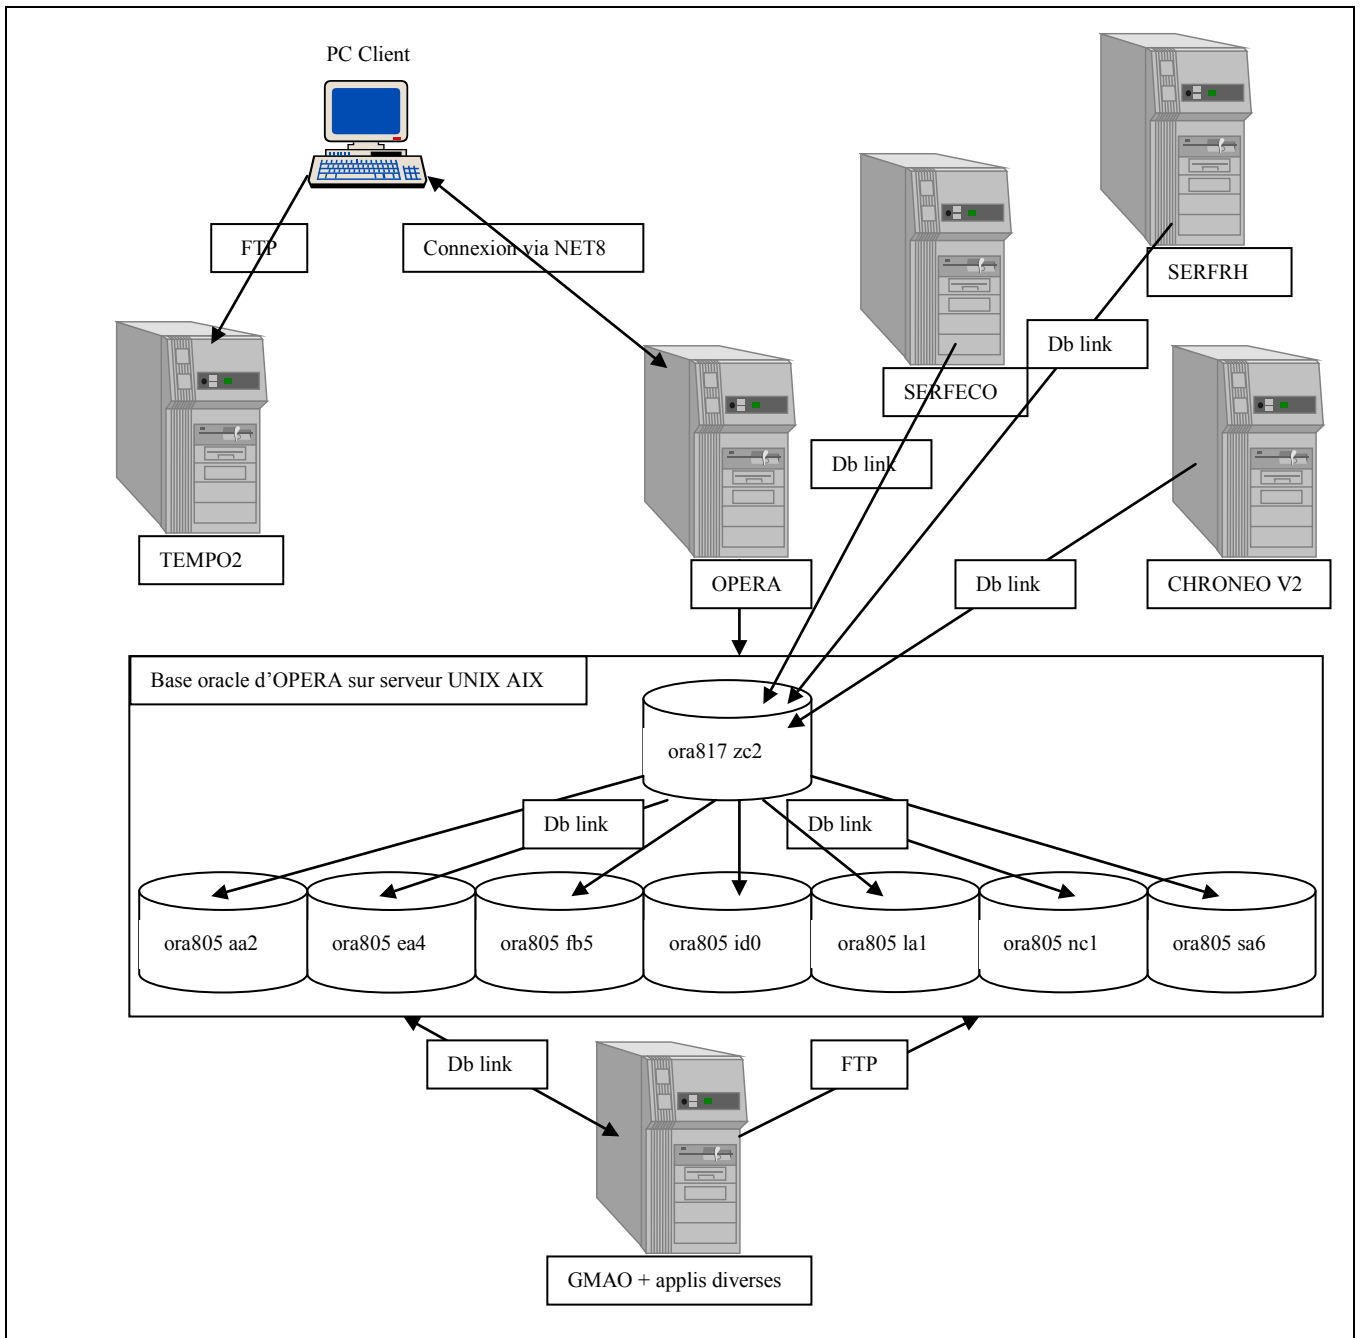 PC Client
FTP
Connexion via NET8
SERFRH
Db link
SERFECO
Db link
TEMPO2
OPERA
Db link
CHRONEO V2
Base oracle d’OPERA sur serveur UNIX AIX
ora817 zc2
Db link
Db link
ora805 aa2
ora805 ea4
ora805 fb5
ora805 id0
ora805 la1
ora805 nc1
ora805 sa6
Db link
FTP
GMAO + applis diverses